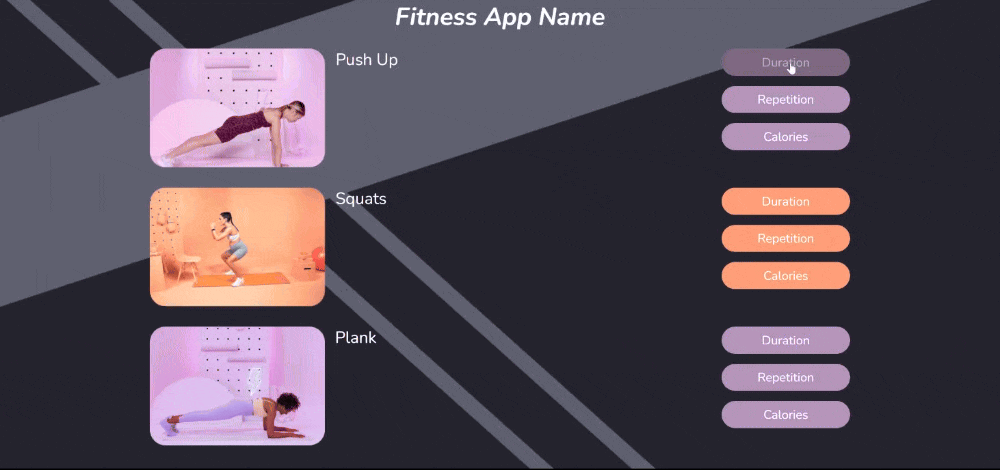 Fitness App Name
Push Up
Duration
Repetition
Calories
Squats
Duration
Repetition
Calories
Plank
Duration
Repetition
Calories